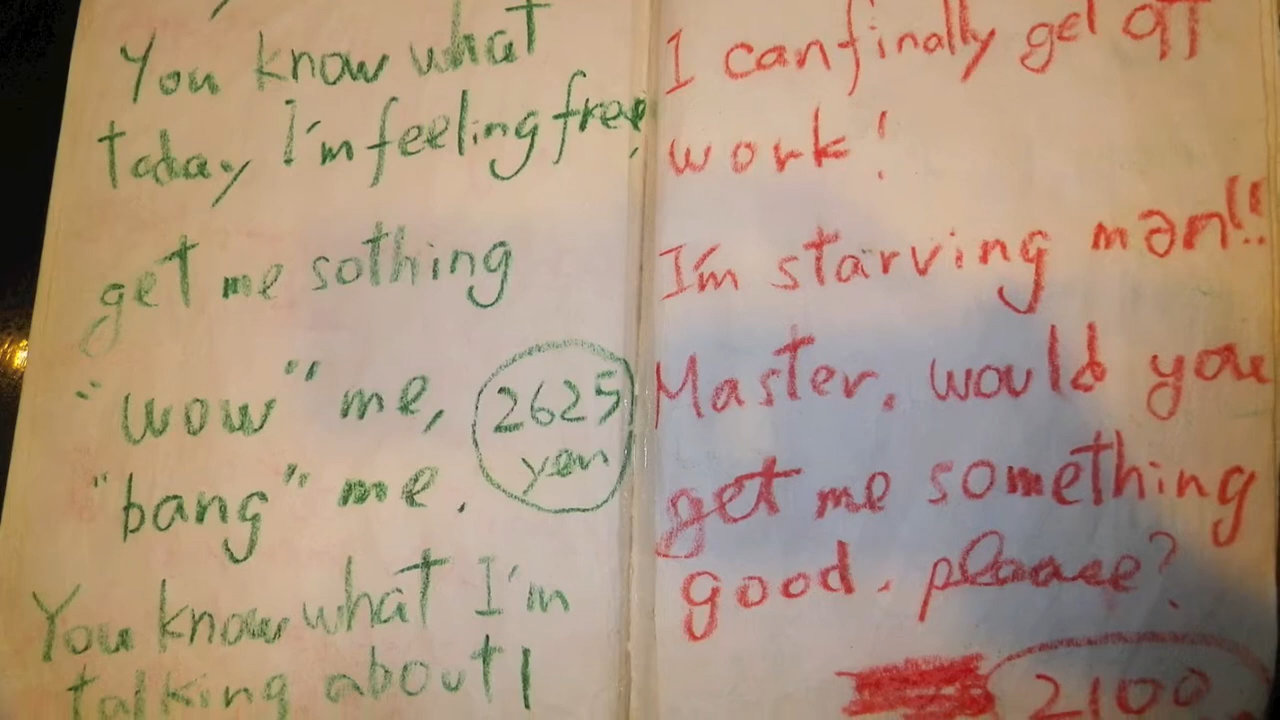 You know what
today, I'm feeling free,
get me sothing
"wow" me,
"bang" me.
2625
yen
You know what I'm
talking about!
I can finally get off
work!
I'm starving man!!
Master, would you
get me something
good. please?
2100